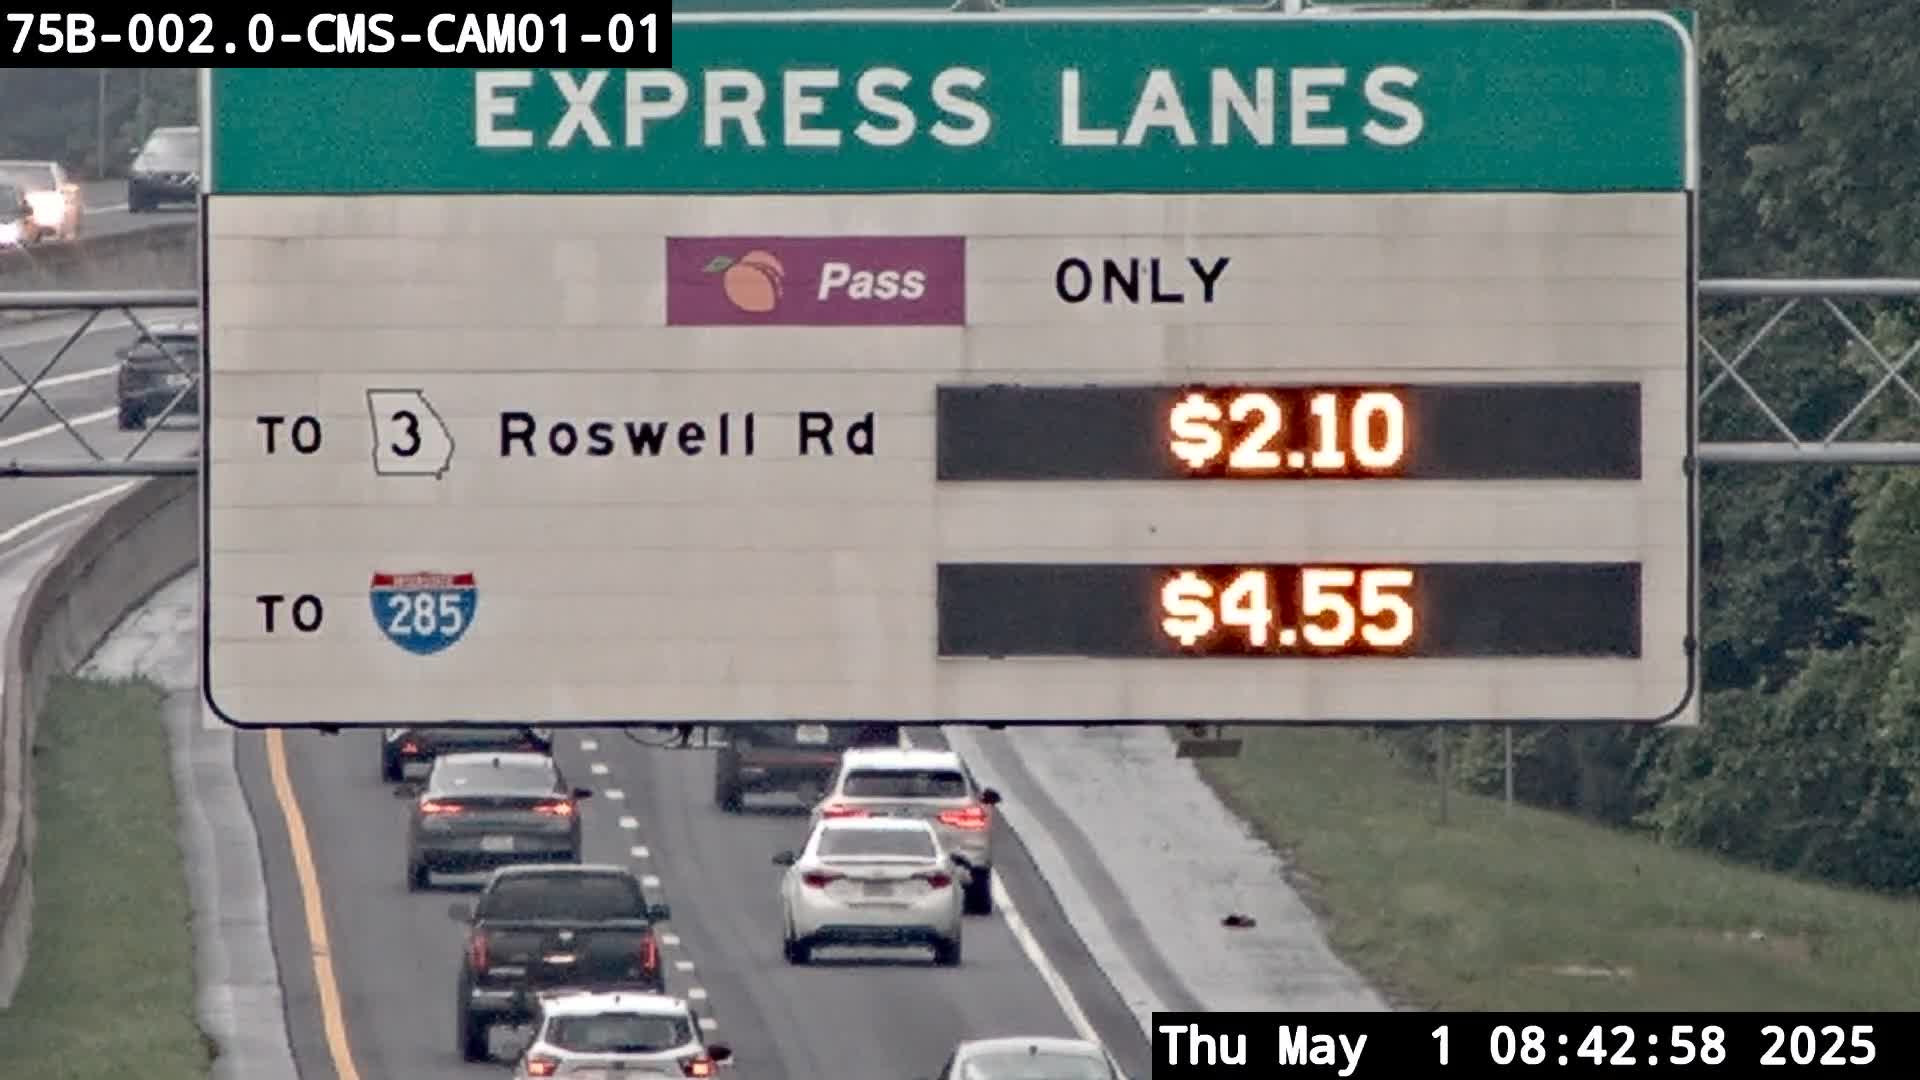 75B-002.0-CMS-CAM01-01
EXPRESS LANES
Pass ONLY
TO 3 Roswell Rd $2.10
TO 285 $4.55
Thu May 1 08:42:58 2025